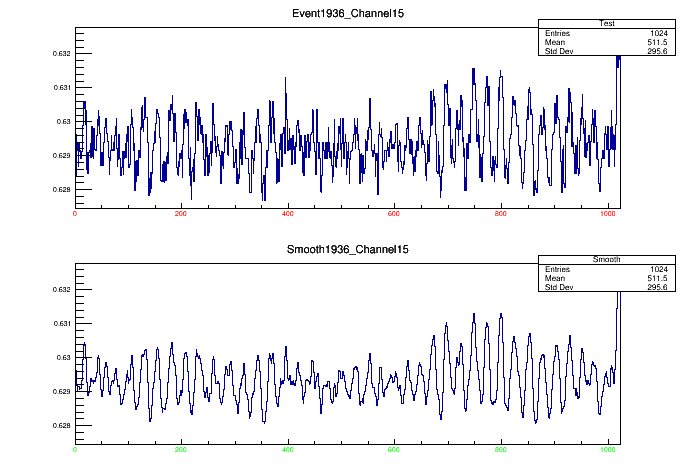 Event1936_Channel15
Test
Entries 1024
Mean 511.5
Std Dev 295.6
0.632
0.631
0.63
0.629
0.628
0 200 400 600 800 1000
Smooth1936_Channel15
Smooth
Entries 1024
Mean 511.5
Std Dev 295.6
0.632
0.631
0.63
0.629
0.628
0 200 400 600 800 1000